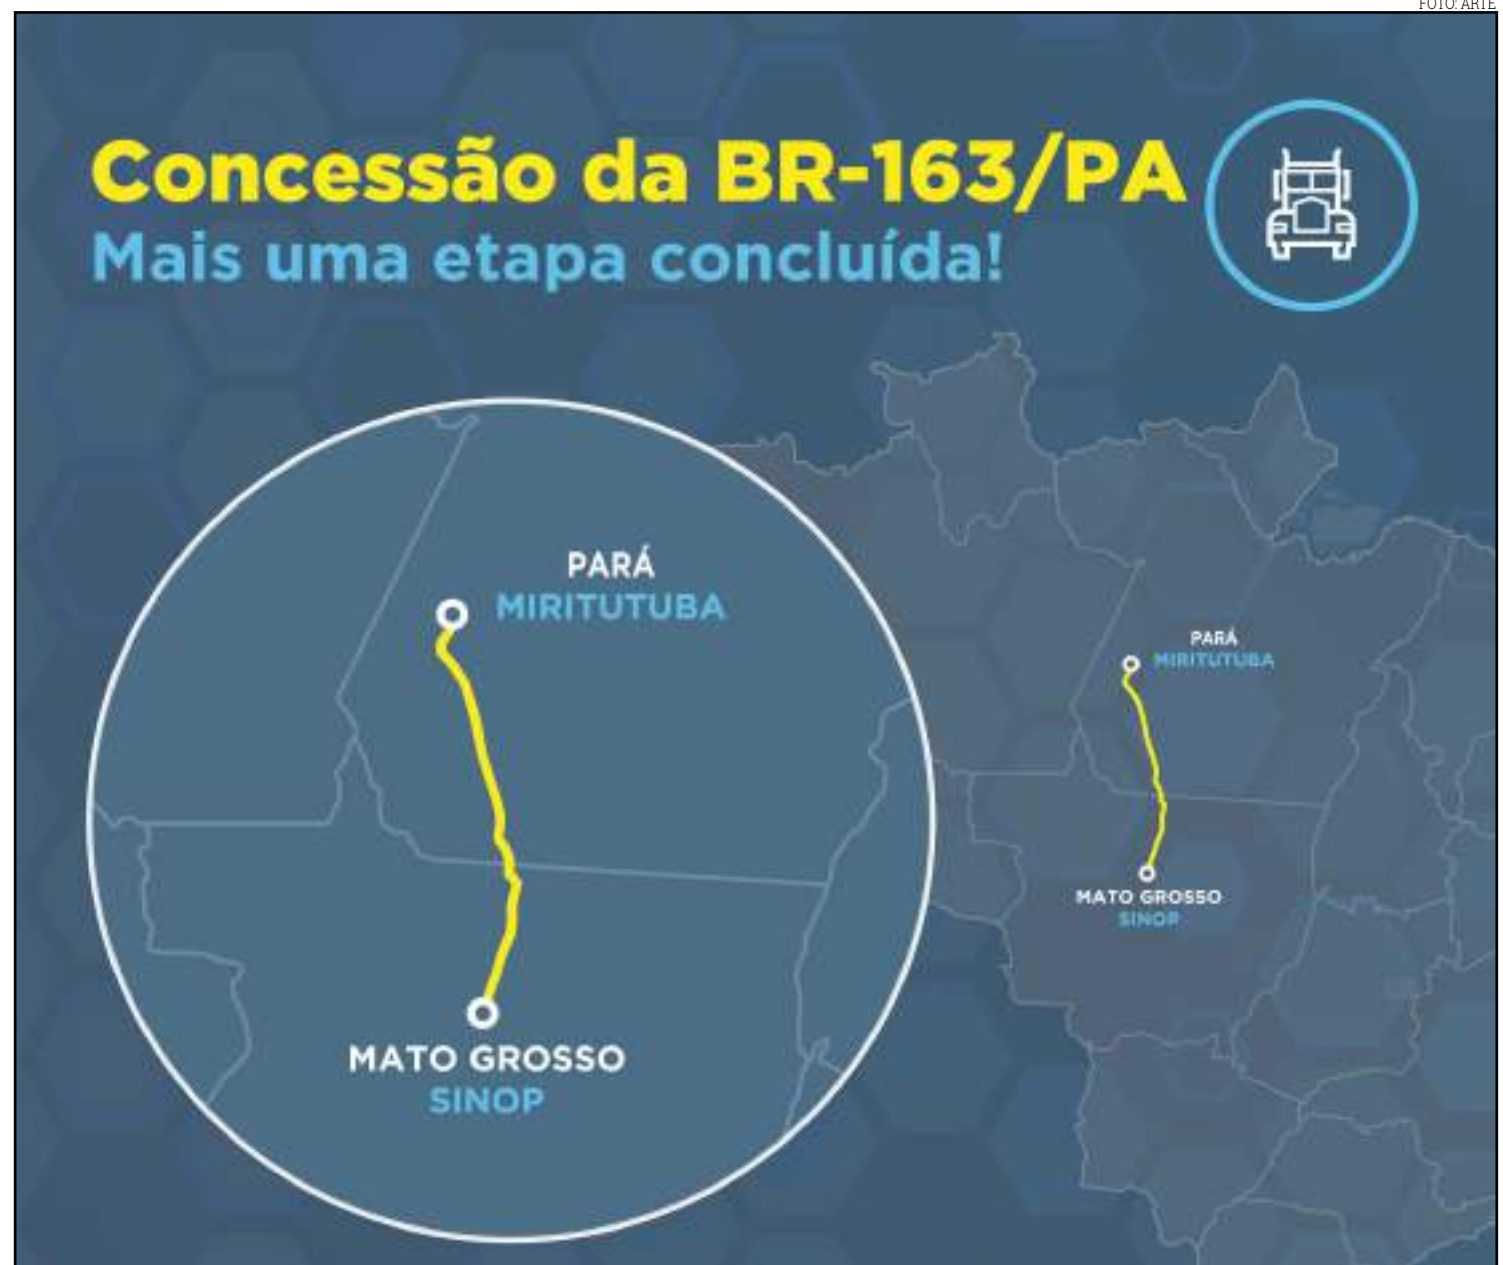 FOTO: ARTE
Concessão da BR-163/PA
Mais uma etapa concluída!
PARÁ
MIRITUTUBA
MATO GROSSO
SINOP
PARÁ
MIRITUTUBA
MATO GROSSO
SINOP